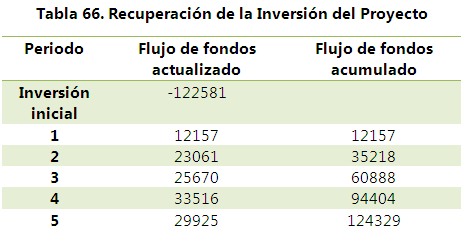 Tabla 66. Recuperación de la Inversión del Proyecto
Periodo Flujo de fondos actualizado Flujo de fondos acumulado
Inversión inicial -122581
1 12157 12157
2 23061 35218
3 25670 60888
4 33516 94404
5 29925 124329